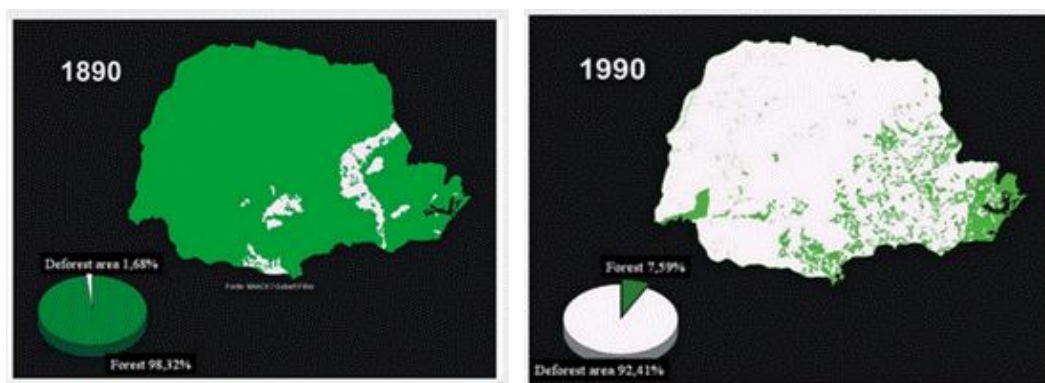 1890
Deforest area 1,68%
Forest 98,32%
1990
Forest 7,59%
Deforest area 92,41%